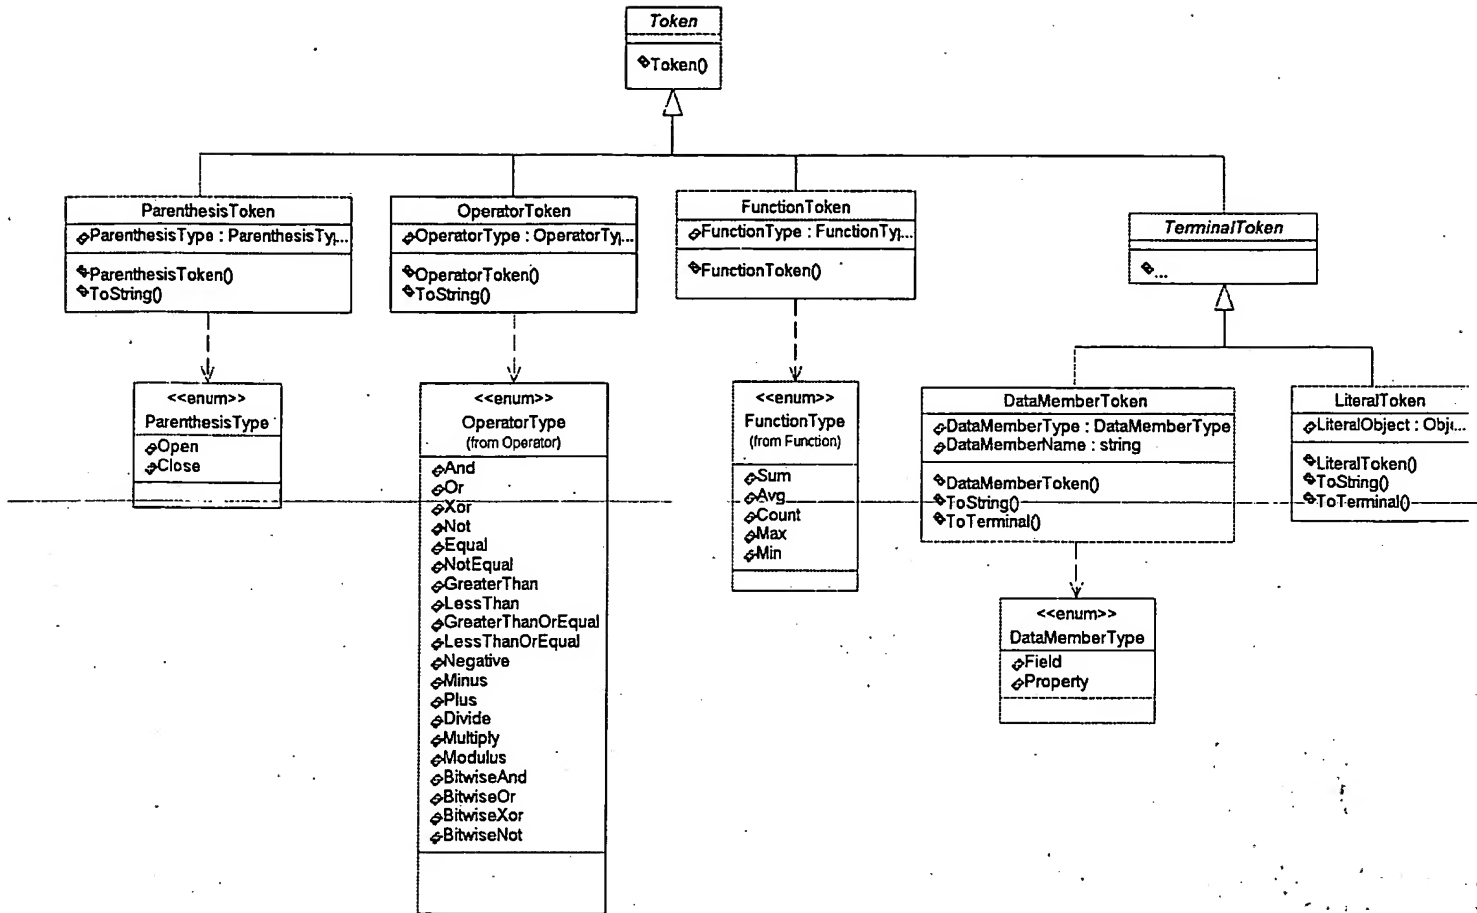 Token
Token()
ParenthesisToken
ParenthesisType : ParenthesisTy...
ParenthesisToken()
ToString()
OperatorToken
OperatorType : OperatorTy...
OperatorToken()
ToString()
FunctionToken
FunctionType : FunctionTy...
FunctionToken()
TerminalToken
...
<<enum>>
ParenthesisType
Open
Close
<<enum>>
OperatorType
(from Operator)
And
Or
Xor
Not
Equal
NotEqual
GreaterThan
LessThan
GreaterThanOrEqual
LessThanOrEqual
Negative
Minus
Plus
Divide
Multiply
Modulus
BitwiseAnd
BitwiseOr
BitwiseXor
BitwiseNot
<<enum>>
FunctionType
(from Function)
Sum
Avg
Count
Max
Min
DataMemberToken
DataMemberType : DataMemberType
DataMemberName : string
DataMemberToken()
ToString()
ToTerminal()
LiteralToken
LiteralObject : Obje...
LiteralToken()
ToString()
ToTerminal()
<<enum>>
DataMemberType
Field
Property